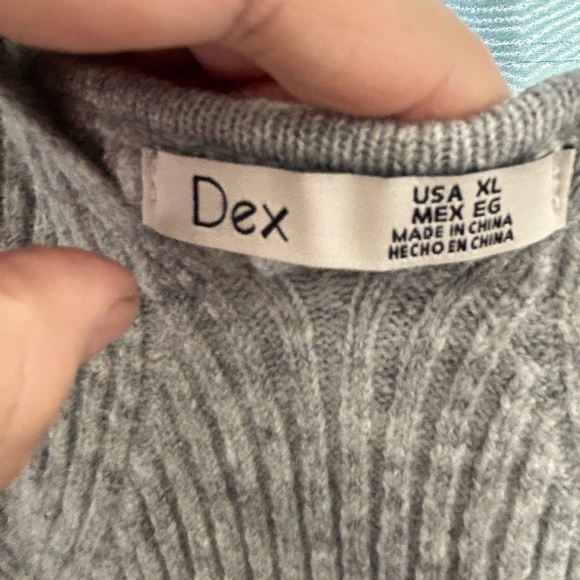 Dex
USA XL
MEX EG
MADE IN CHINA
HECHO EN CHINA